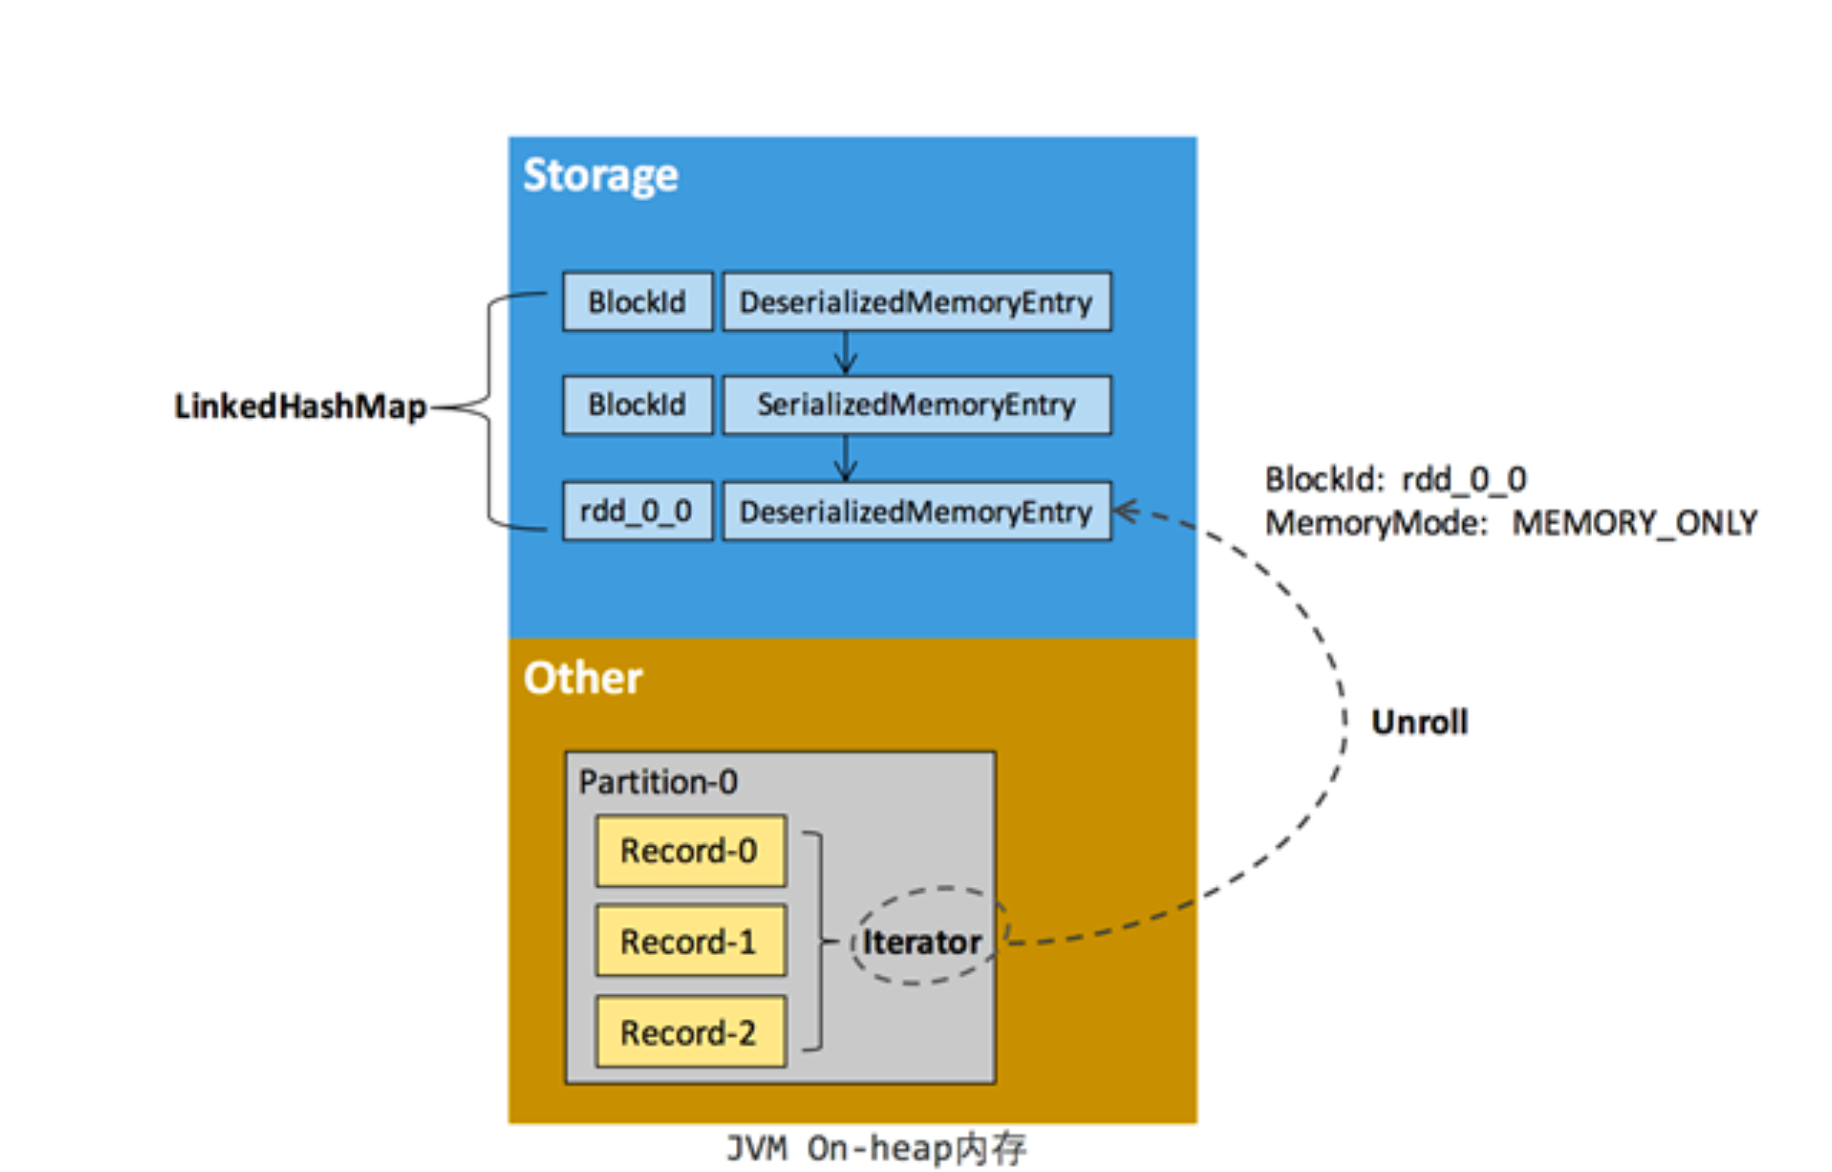 Storage
BlockId DeserializedMemoryEntry
LinkedHashMap
BlockId SerializedMemoryEntry
rdd_0_0 DeserializedMemoryEntry
BlockId: rdd_0_0
MemoryMode: MEMORY_ONLY
Other
Unroll
Partition-0
Record-0
Record-1
Iterator
Record-2
JVM On-heap内存